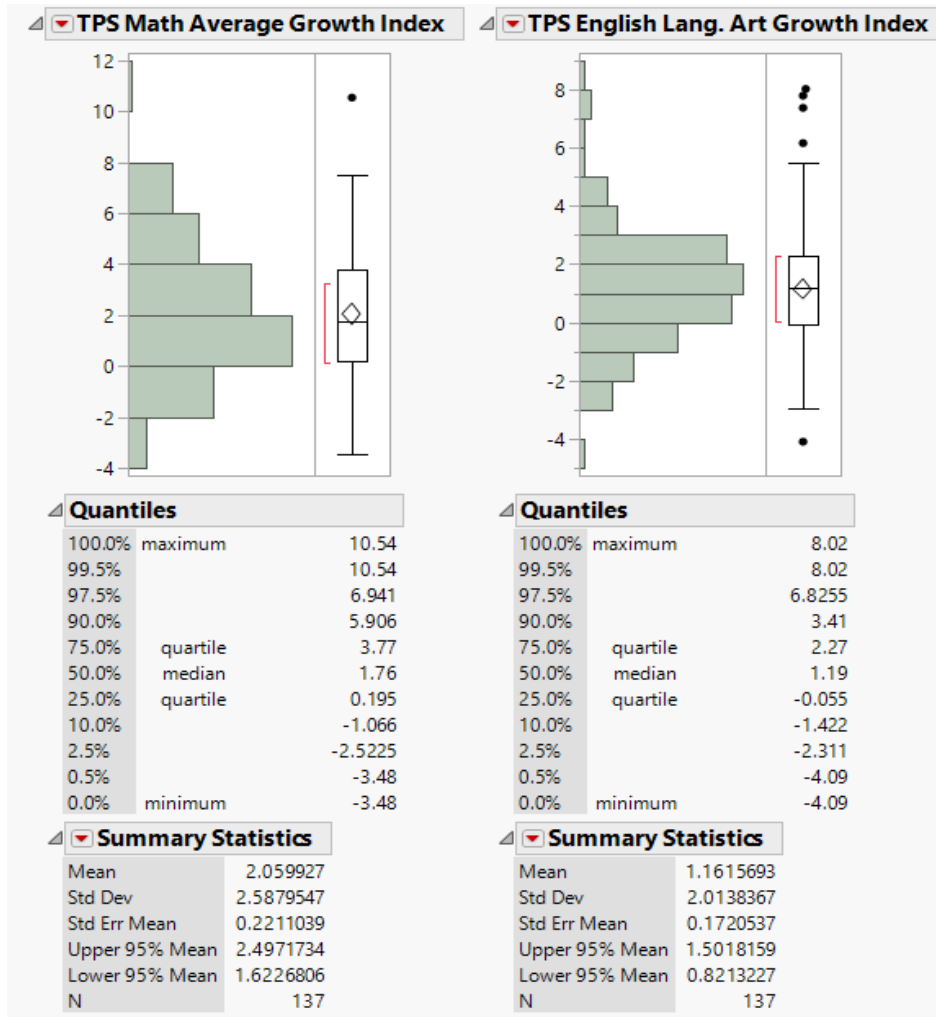 TPS Math Average Growth Index
12
10
8
6
4
2
0
-2
-4
Quantiles
100.0% maximum 10.54
99.5% 10.54
97.5% 6.941
90.0% 5.906
75.0% quartile 3.77
50.0% median 1.76
25.0% quartile 0.195
10.0% -1.066
2.5% -2.5225
0.5% -3.48
0.0% minimum -3.48
Summary Statistics
Mean 2.059927
Std Dev 2.5879547
Std Err Mean 0.2211039
Upper 95% Mean 2.4971734
Lower 95% Mean 1.6226806
N 137
TPS English Lang. Art Growth Index
8
6
4
2
0
-2
-4
Quantiles
100.0% maximum 8.02
99.5% 8.02
97.5% 6.8255
90.0% 3.41
75.0% quartile 2.27
50.0% median 1.19
25.0% quartile -0.055
10.0% -1.422
2.5% -2.311
0.5% -4.09
0.0% minimum -4.09
Summary Statistics
Mean 1.1615693
Std Dev 2.0138367
Std Err Mean 0.1720537
Upper 95% Mean 1.5018159
Lower 95% Mean 0.8213227
N 137